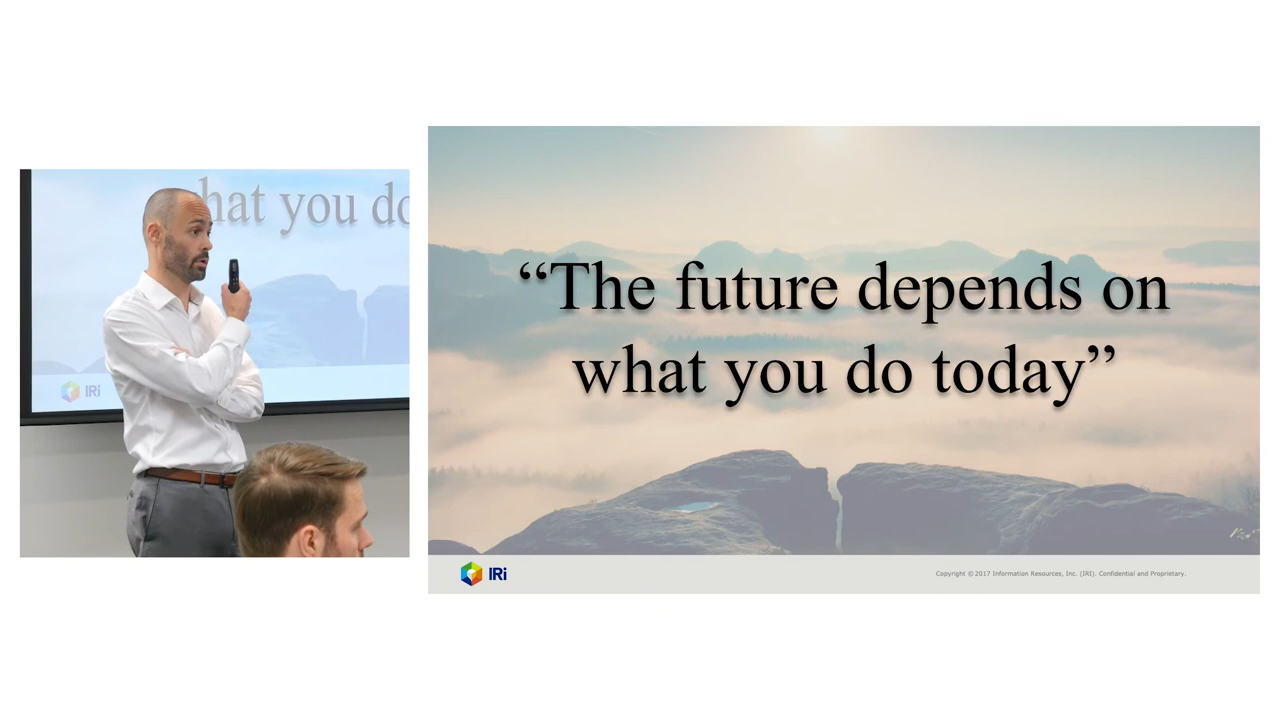 hat you do
IRi
“The future depends on
what you do today”
IRi
Copyright © 2017 Information Resources, Inc. (IRI). Confidential and Proprietary.